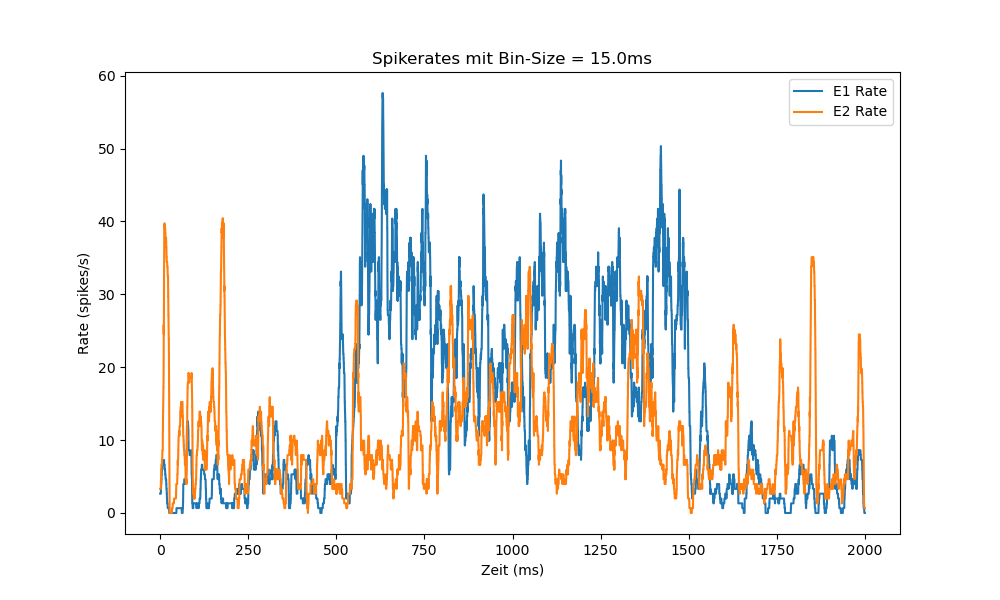 Spikerates mit Bin-Size = 15.0ms
E1 Rate
E2 Rate
Rate (spikes/s)
60
50
40
30
20
10
0
0 250 500 750 1000 1250 1500 1750 2000
Zeit (ms)